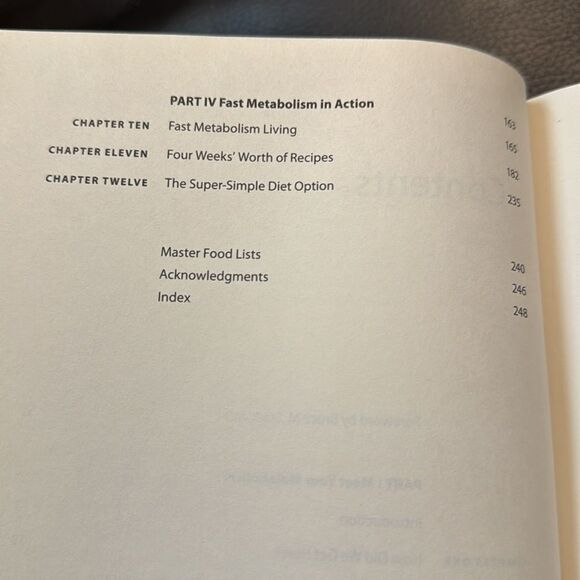 PART IV Fast Metabolism in Action 163
CHAPTER TEN Fast Metabolism Living 165
CHAPTER ELEVEN Four Weeks' Worth of Recipes 182
CHAPTER TWELVE The Super-Simple Diet Option 235
Master Food Lists 240
Acknowledgments 246
Index 248